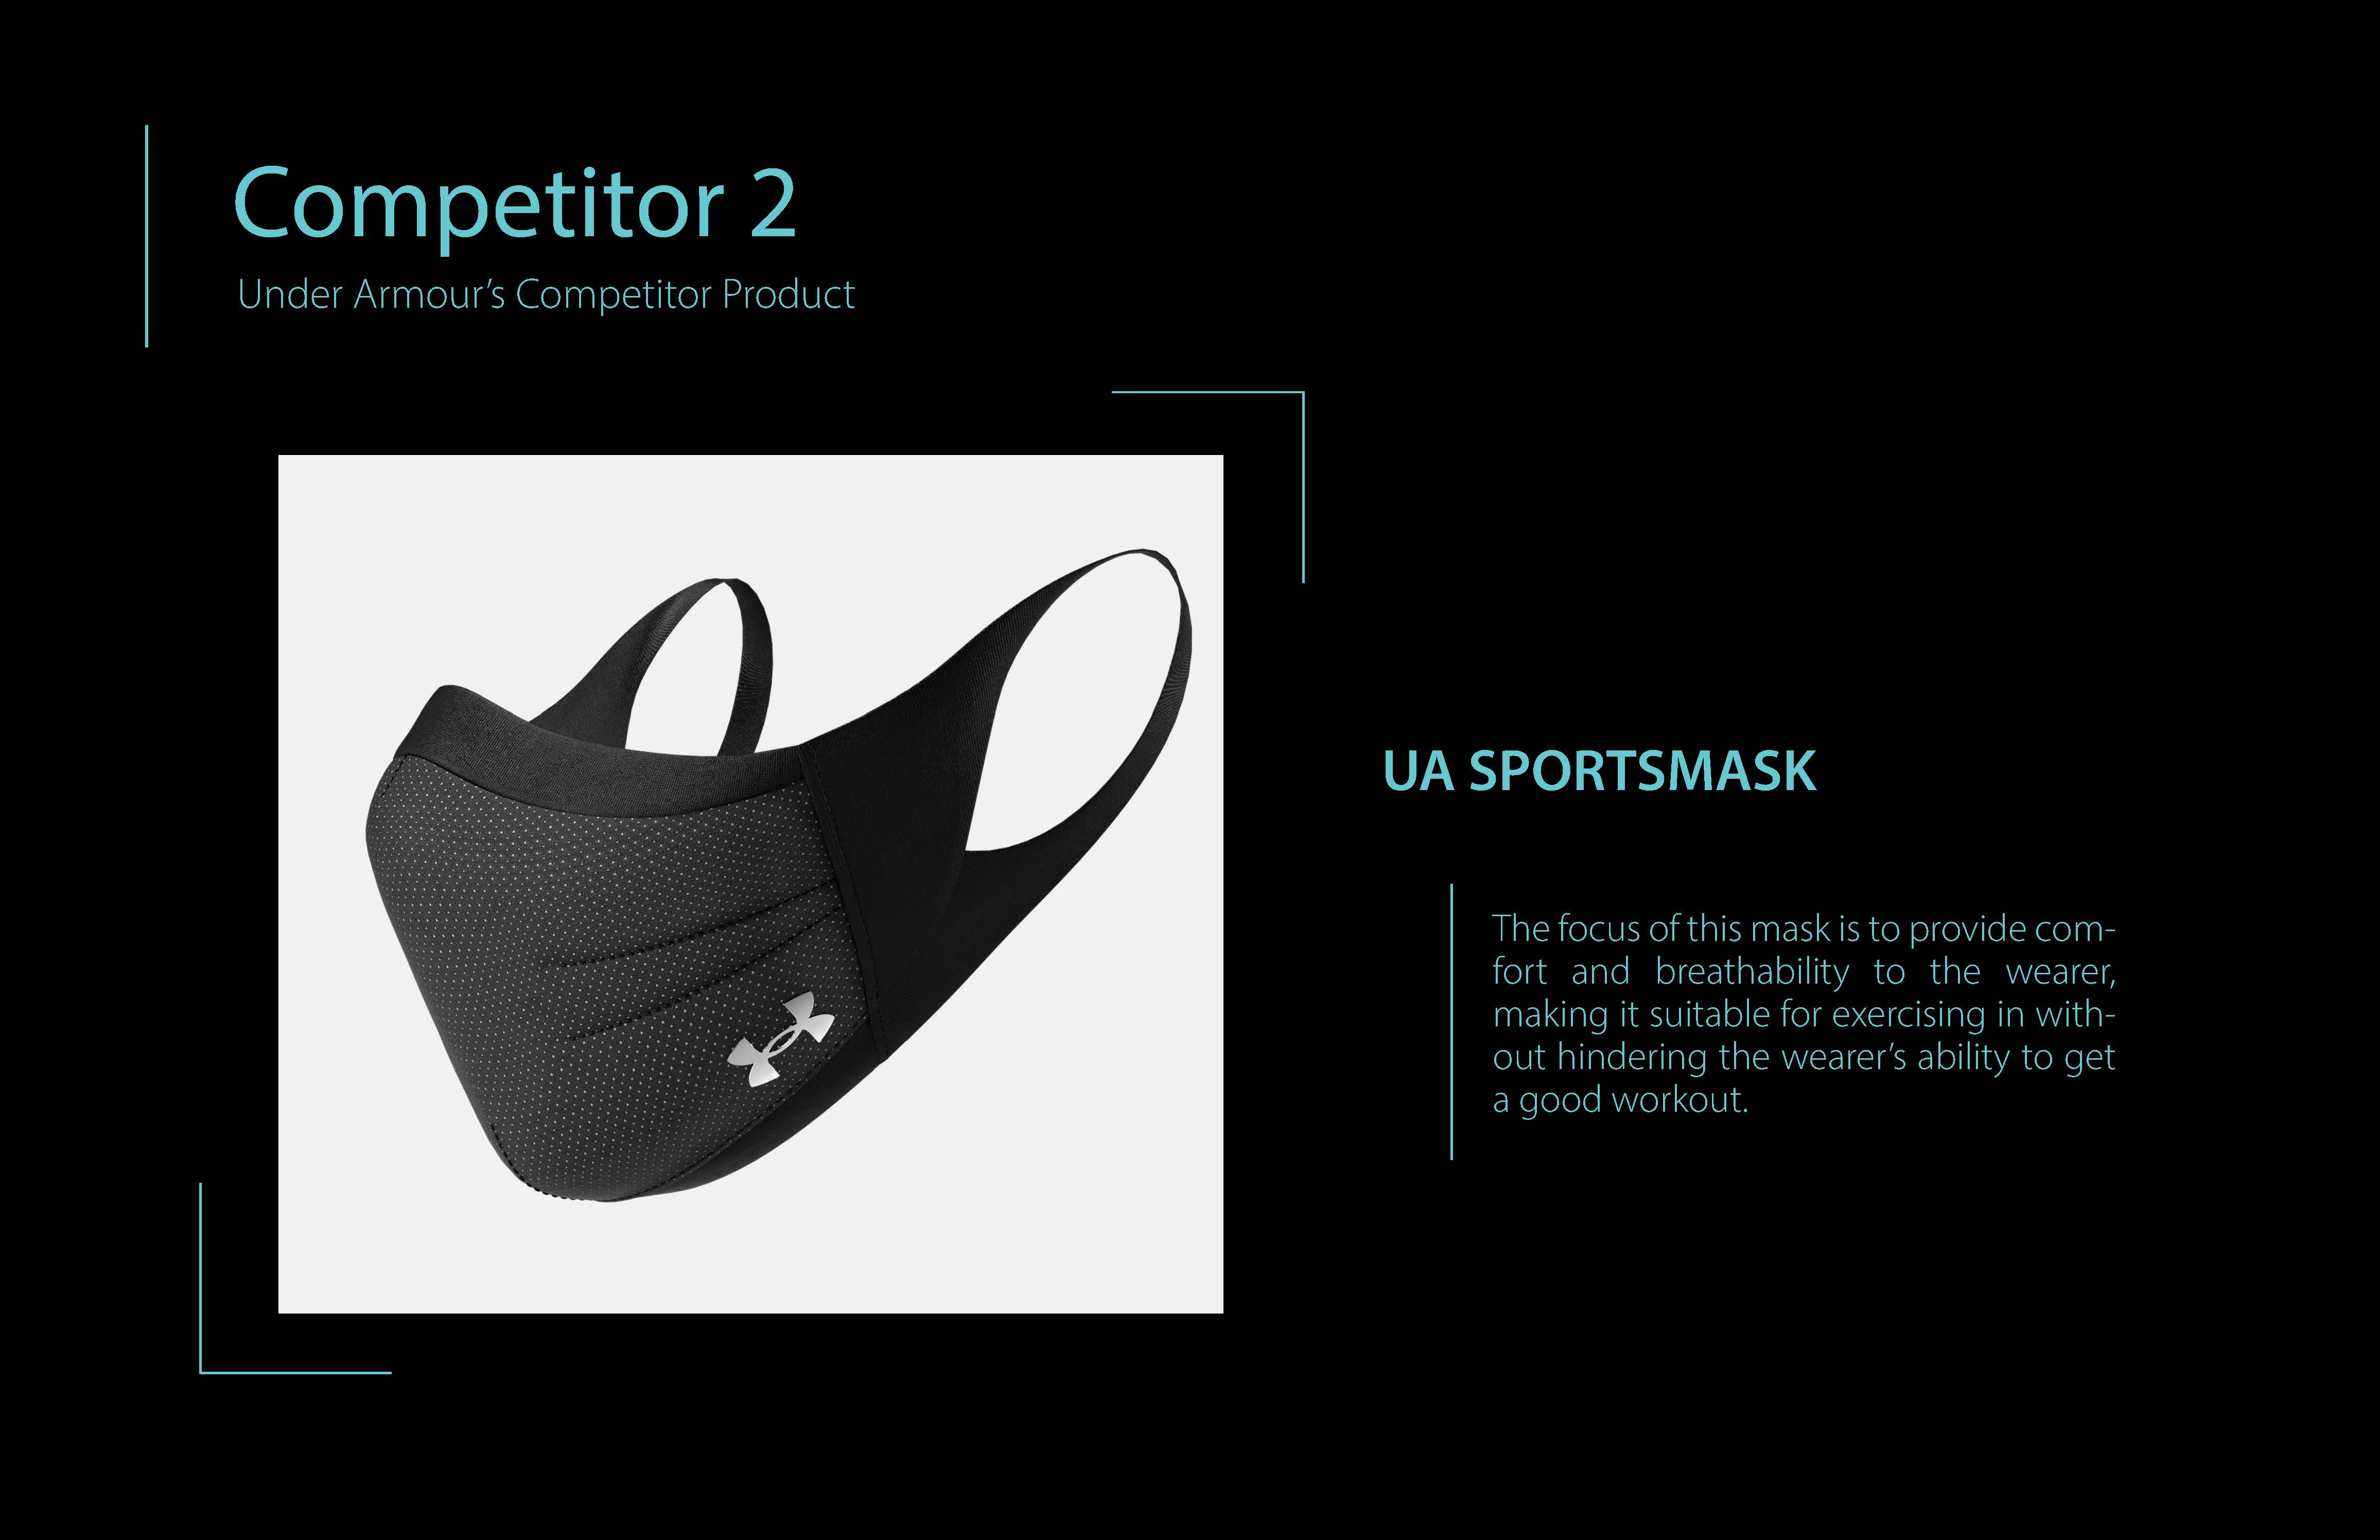 Competitor 2
Under Armour’s Competitor Product
UA SPORTSMASK
The focus of this mask is to provide com-
fort and breathability to the wearer,
making it suitable for exercising in with-
out hindering the wearer’s ability to get
a good workout.